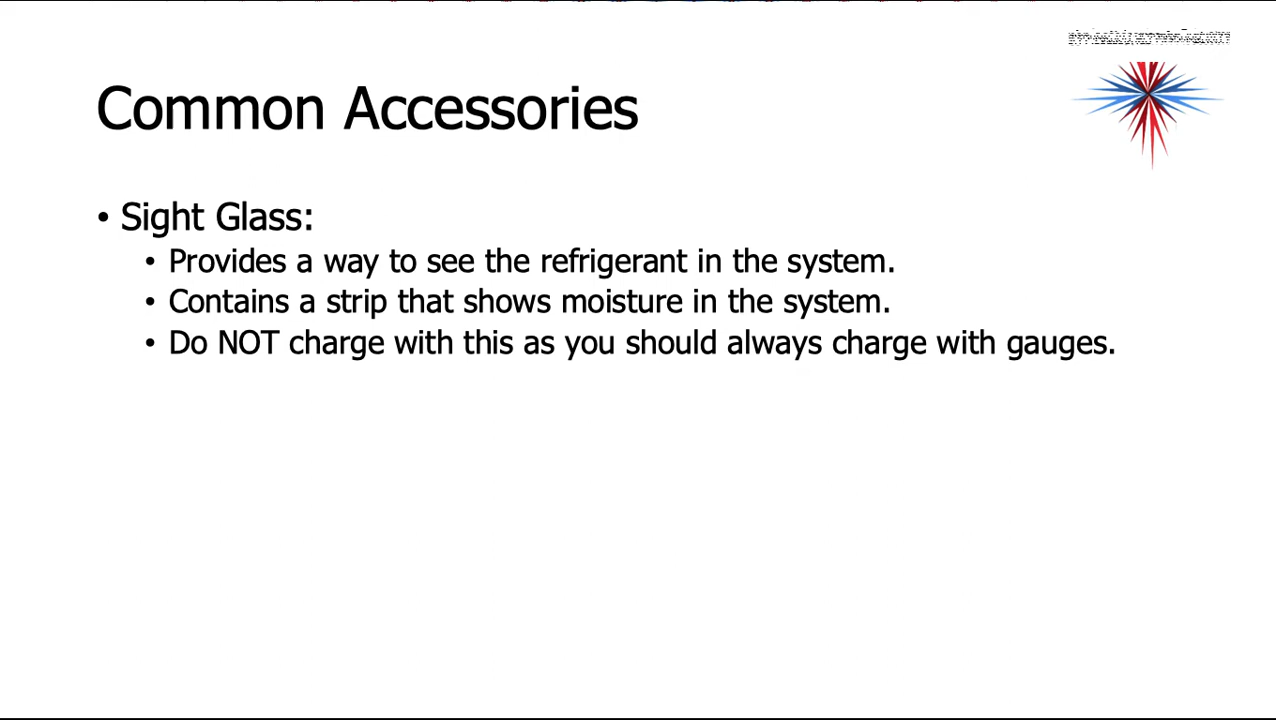 Common Accessories
• Sight Glass:
• Provides a way to see the refrigerant in the system.
• Contains a strip that shows moisture in the system.
• Do NOT charge with this as you should always charge with gauges.